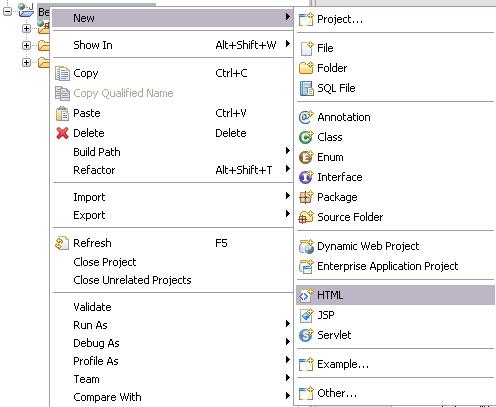 Be
New
Show In Alt+Shift+W
Copy Ctrl+C
Copy Qualified Name
Paste Ctrl+V
Delete Delete
Build Path
Refactor Alt+Shift+T
Import
Export
Refresh F5
Close Project
Close Unrelated Projects
Validate
Run As
Debug As
Profile As
Team
Compare With
Project...
File
Folder
SQL File
Annotation
Class
Enum
Interface
Package
Source Folder
Dynamic Web Project
Enterprise Application Project
HTML
JSP
Servlet
Example...
Other...